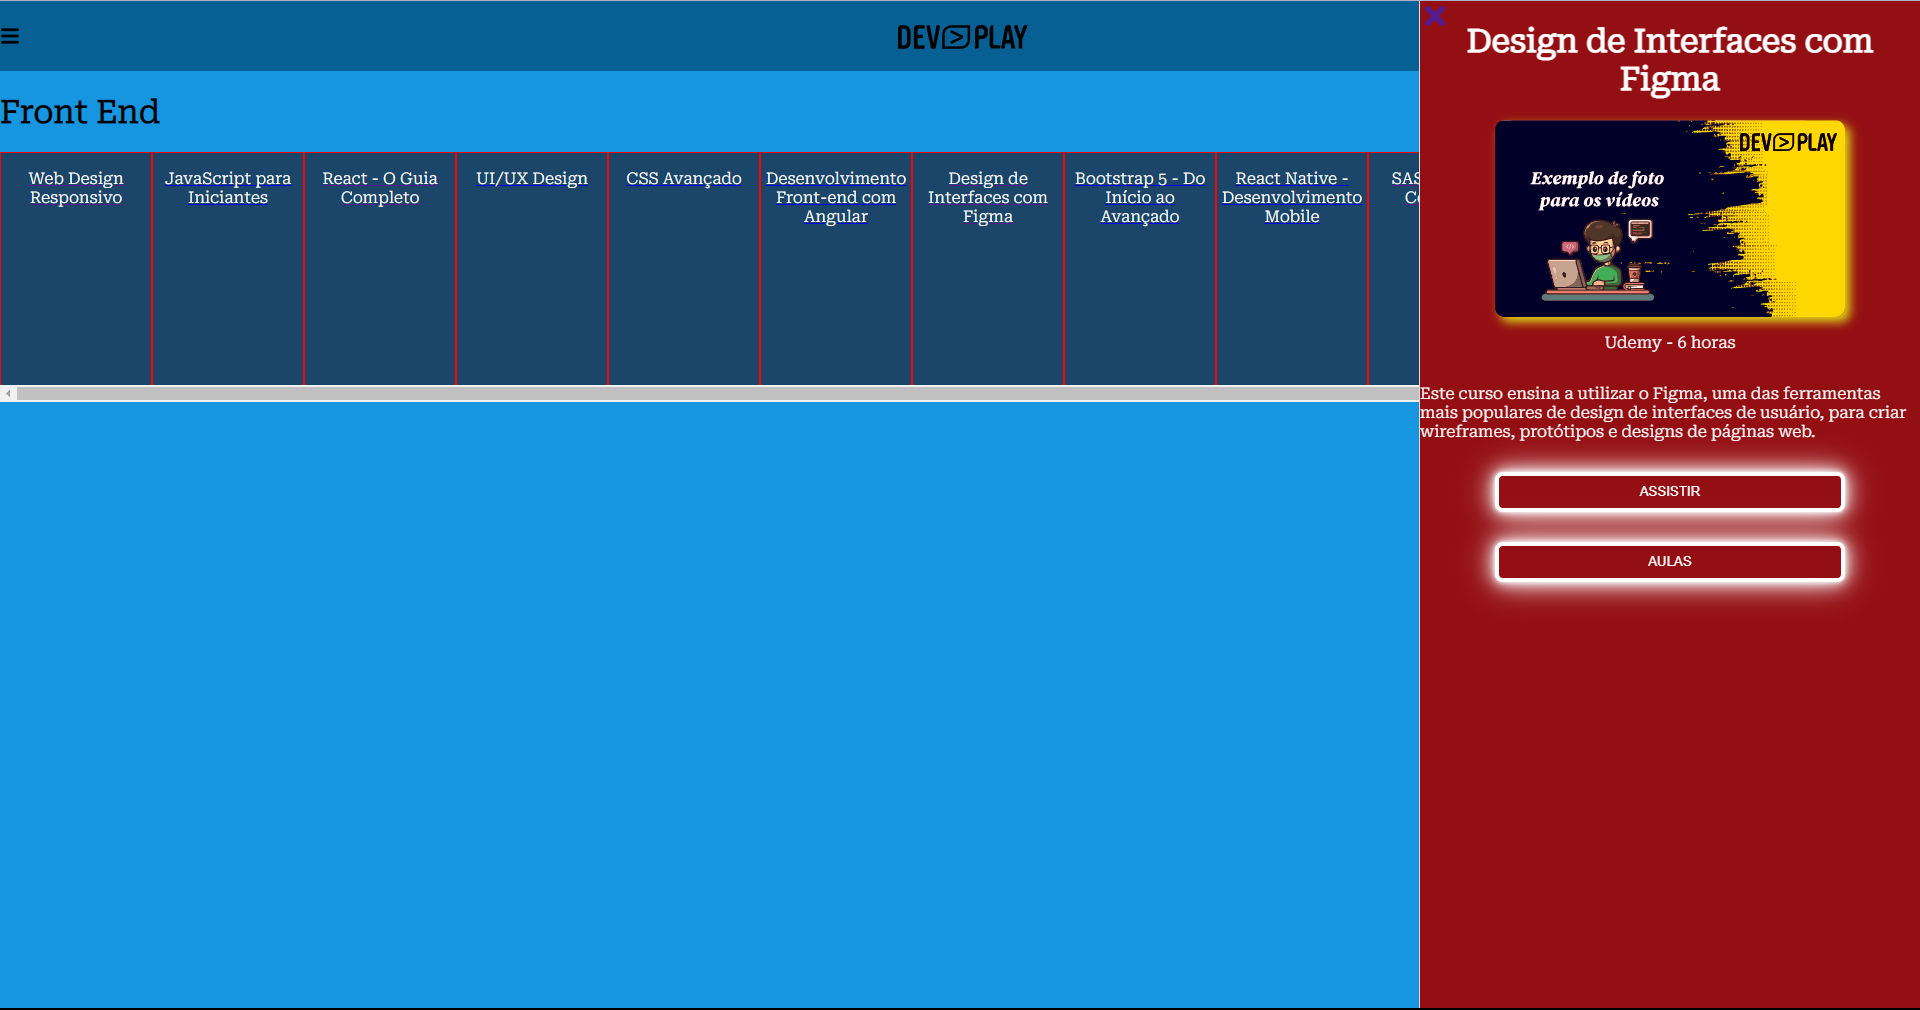 DEV PLAY
Front End
Web Design
Responsivo
JavaScript para
Iniciantes
React - O Guia
Completo
UI/UX Design
CSS Avançado
Desenvolvimento
Front-end com
Angular
Design de
Interfaces com
Figma
Bootstrap 5 - Do
Início ao
Avançado
React Native -
Desenvolvimento
Mobile
Design de Interfaces com
Figma
DEV PLAY
Exemplo de foto
para os vídeos
Udemy - 6 horas
Este curso ensina a utilizar o Figma, uma das ferramentas
mais populares de design de interfaces de usuário, para criar
wireframes, protótipos e designs de páginas web.
ASSISTIR
AULAS